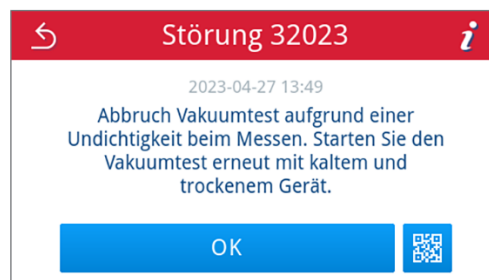 Störung 32023
i
2023-04-27 13:49
Abbruch Vakuumtest aufgrund einer
Undichtigkeit beim Messen. Starten Sie den
Vakuumtest erneut mit kaltem und
trockenem Gerät.
OK